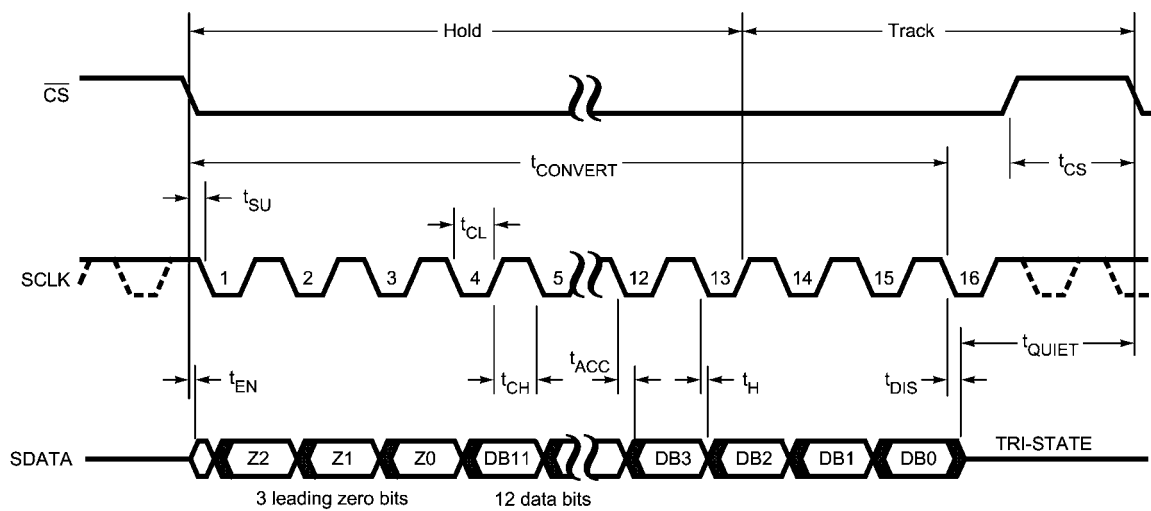 Hold Track
CS
tCONVERT tCS
tSU tCL
SCLK 1 2 3 4 5 12 13 14 15 16
tEN tCH tACC tH tDIS tQUIET
SDATA Z2 Z1 Z0 DB11 DB3 DB2 DB1 DB0 TRI-STATE
3 leading zero bits 12 data bits